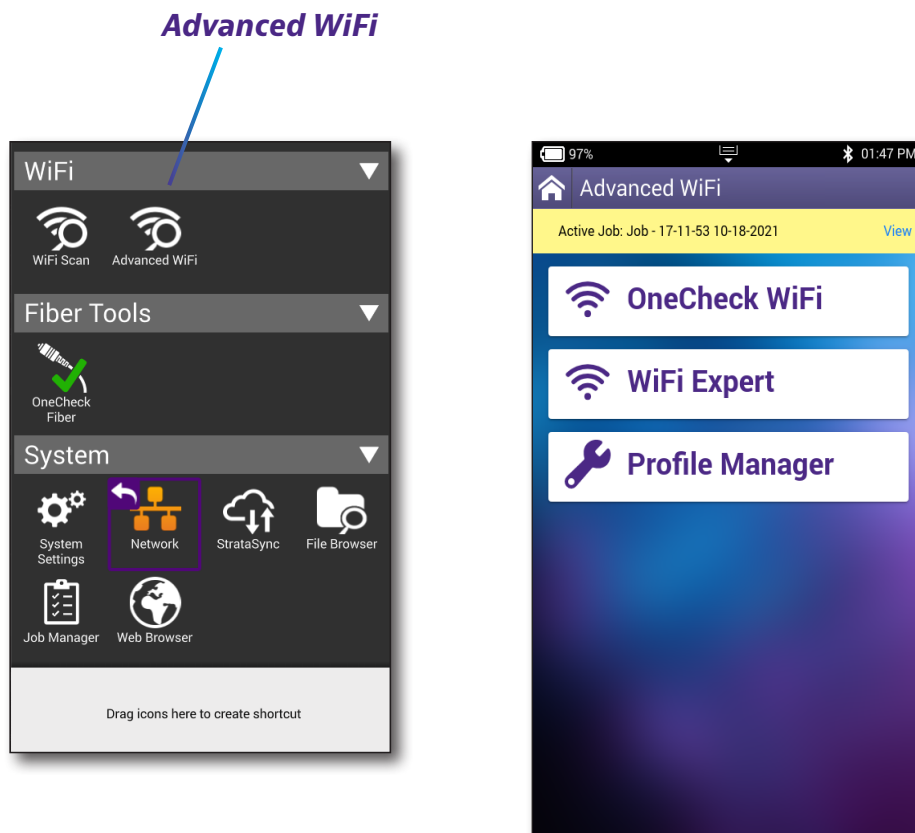 Advanced WiFi
WiFi
WiFi Scan
Advanced WiFi
Fiber Tools
OneCheck
Fiber
System
System
Settings
Network
StrataSync
File Browser
Job Manager
Web Browser
Drag icons here to create shortcut
97%
01:47 PM
Advanced WiFi
Active Job: Job - 17-11-53 10-18-2021
View
OneCheck WiFi
WiFi Expert
Profile Manager